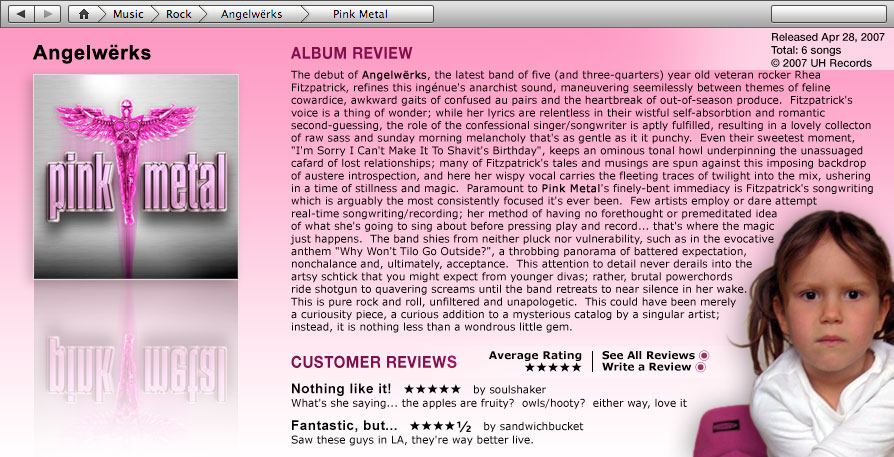 Music Rock Angelwërks Pink Metal
Released Apr 28, 2007
Total: 6 songs
© 2007 UH Records
Angelwërks
pink metal
ALBUM REVIEW
The debut of Angelwërks, the latest band of five (and three-quarters) year old veteran rocker Rhea
Fitzpatrick, refines this ingénue's anarchist sound, maneuvering seemilessly between themes of feline
cowardice, awkward gaits of confused au pairs and the heartbreak of out-of-season produce. Fitzpatrick's
voice is a thing of wonder; while her lyrics are relentless in their wistful self-absorbtion and romantic
second-guessing, the role of the confessional singer/songwriter is aptly fulfilled, resulting in a lovely collecton
of raw sass and sunday morning melancholy that's as gentle as it it punchy. Even their sweetest moment,
"I'm Sorry I Can't Make It To Shavit's Birthday", keeps an ominous tonal howl underpinning the unassuaged
cafard of lost relationships; many of Fitzpatrick's tales and musings are spun against this imposing backdrop
of austere introspection, and here her wispy vocal carries the fleeting traces of twilight into the mix, ushering
in a time of stillness and magic. Paramount to Pink Metal's finely-bent immediacy is Fitzpatrick's songwriting
which is arguably the most consistently focused it's ever been. Few artists employ or dare attempt
real-time songwriting/recording; her method of having no forethought or premeditated idea
of what she's going to sing about before pressing play and record... that's where the magic
just happens. The band shies from neither pluck nor vulnerability, such as in the evocative
anthem "Why Won't Tilo Go Outside?", a throbbing panorama of battered expectation,
nonchalance and, ultimately, acceptance. This attention to detail never derails into the
artsy schtick that you might expect from younger divas; rather, brutal powerchords
ride shotgun to quavering screams until the band retreats to near silence in her wake.
This is pure rock and roll, unfiltered and unapologetic. This could have been merely
a curiousity piece, a curious addition to a mysterious catalog by a singular artist;
instead, it is nothing less than a wondrous little gem.
CUSTOMER REVIEWS
Average Rating
★★★★★
See All Reviews
Write a Review
Nothing like it! ★★★★★ by soulshaker
What's she saying... the apples are fruity? owls/hooty? either way, love it
Fantastic, but... ★★★★½ by sandwichbucket
Saw these guys in LA, they're way better live.